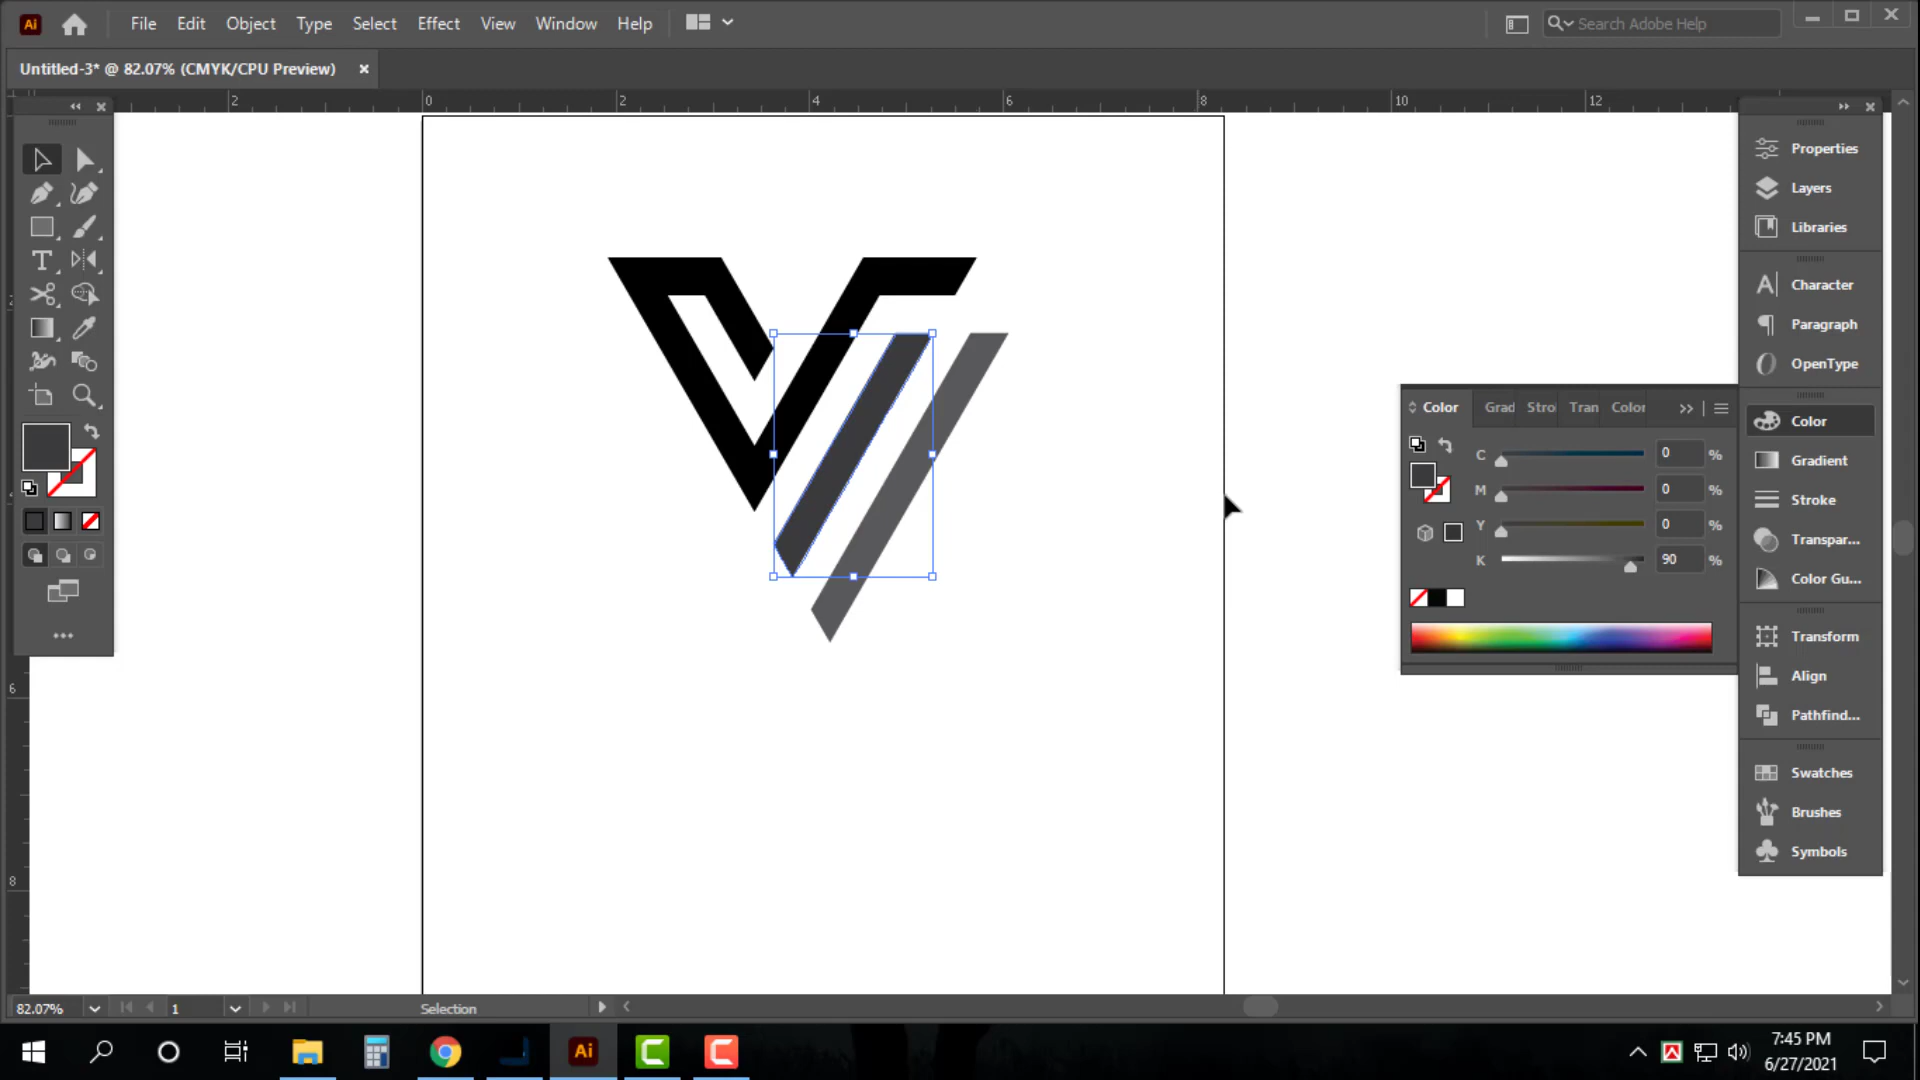 Ai File Edit Object Type Select Effect View Window Help Search Adobe Help
Untitled-3* @ 82.07% (CMYK/CPU Preview)
2 0 2 4 6 8 10 12
Properties
Layers
Libraries
Character
Paragraph
OpenType
Color Grad Stro Tran Color
C 0 %
M 0 %
Y 0 %
K 90 %
Color
Gradient
Stroke
Transpar...
Color Gu...
Transform
Align
Pathfind...
Swatches
Brushes
Symbols
6
8
82.07% 1 Selection
Ai
7:45 PM
6/27/2021